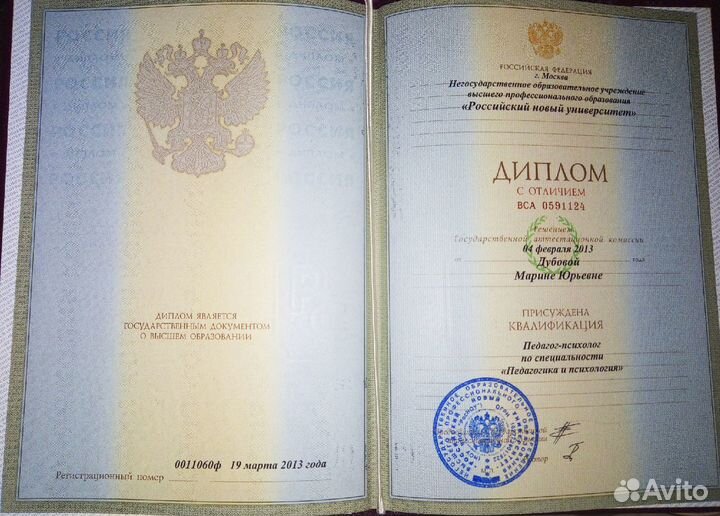 ДИПЛОМ ЯВЛЯЕТСЯ
ГОСУДАРСТВЕННЫМ ДОКУМЕНТОМ
О ВЫСШЕМ ОБРАЗОВАНИИ
0011060ф 19 марта 2013 года
Регистрационный номер
РОССИЙСКАЯ ФЕДЕРАЦИЯ
г. Москва
Негосударственное образовательное учреждение
высшего профессионального образования
«Российский новый университет»
ДИПЛОМ
С ОТЛИЧИЕМ
ВСА 0591124
Решением
Государственной аттестационной комиссии
от 04 февраля 2013 года
Дубовой
Марине Юрьевне
ПРИСУЖДЕНА
КВАЛИФИКАЦИЯ
Педагог-психолог
по специальности
«Педагогика и психология»
Avito